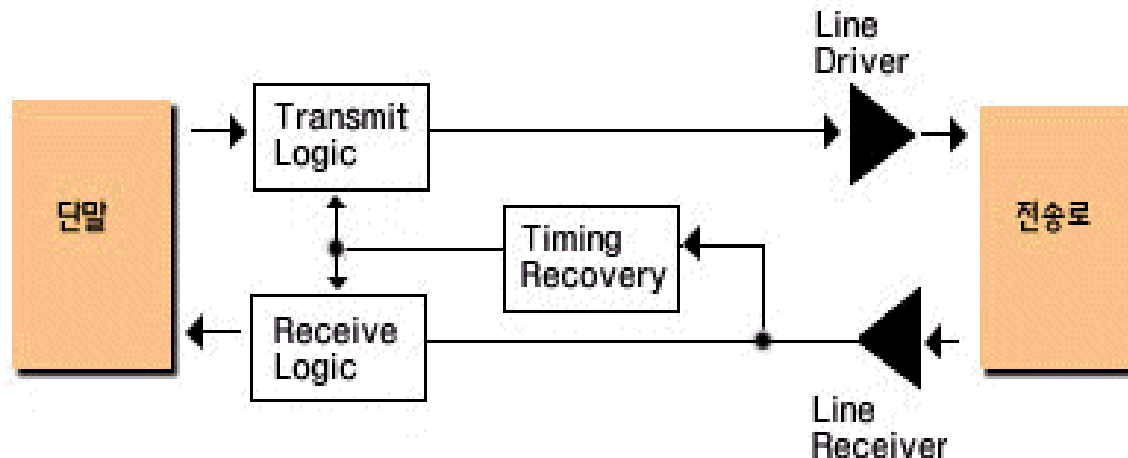 Line
Driver
Transmit
Logic
단말
전송로
Timing
Recovery
Receive
Logic
Line
Receiver